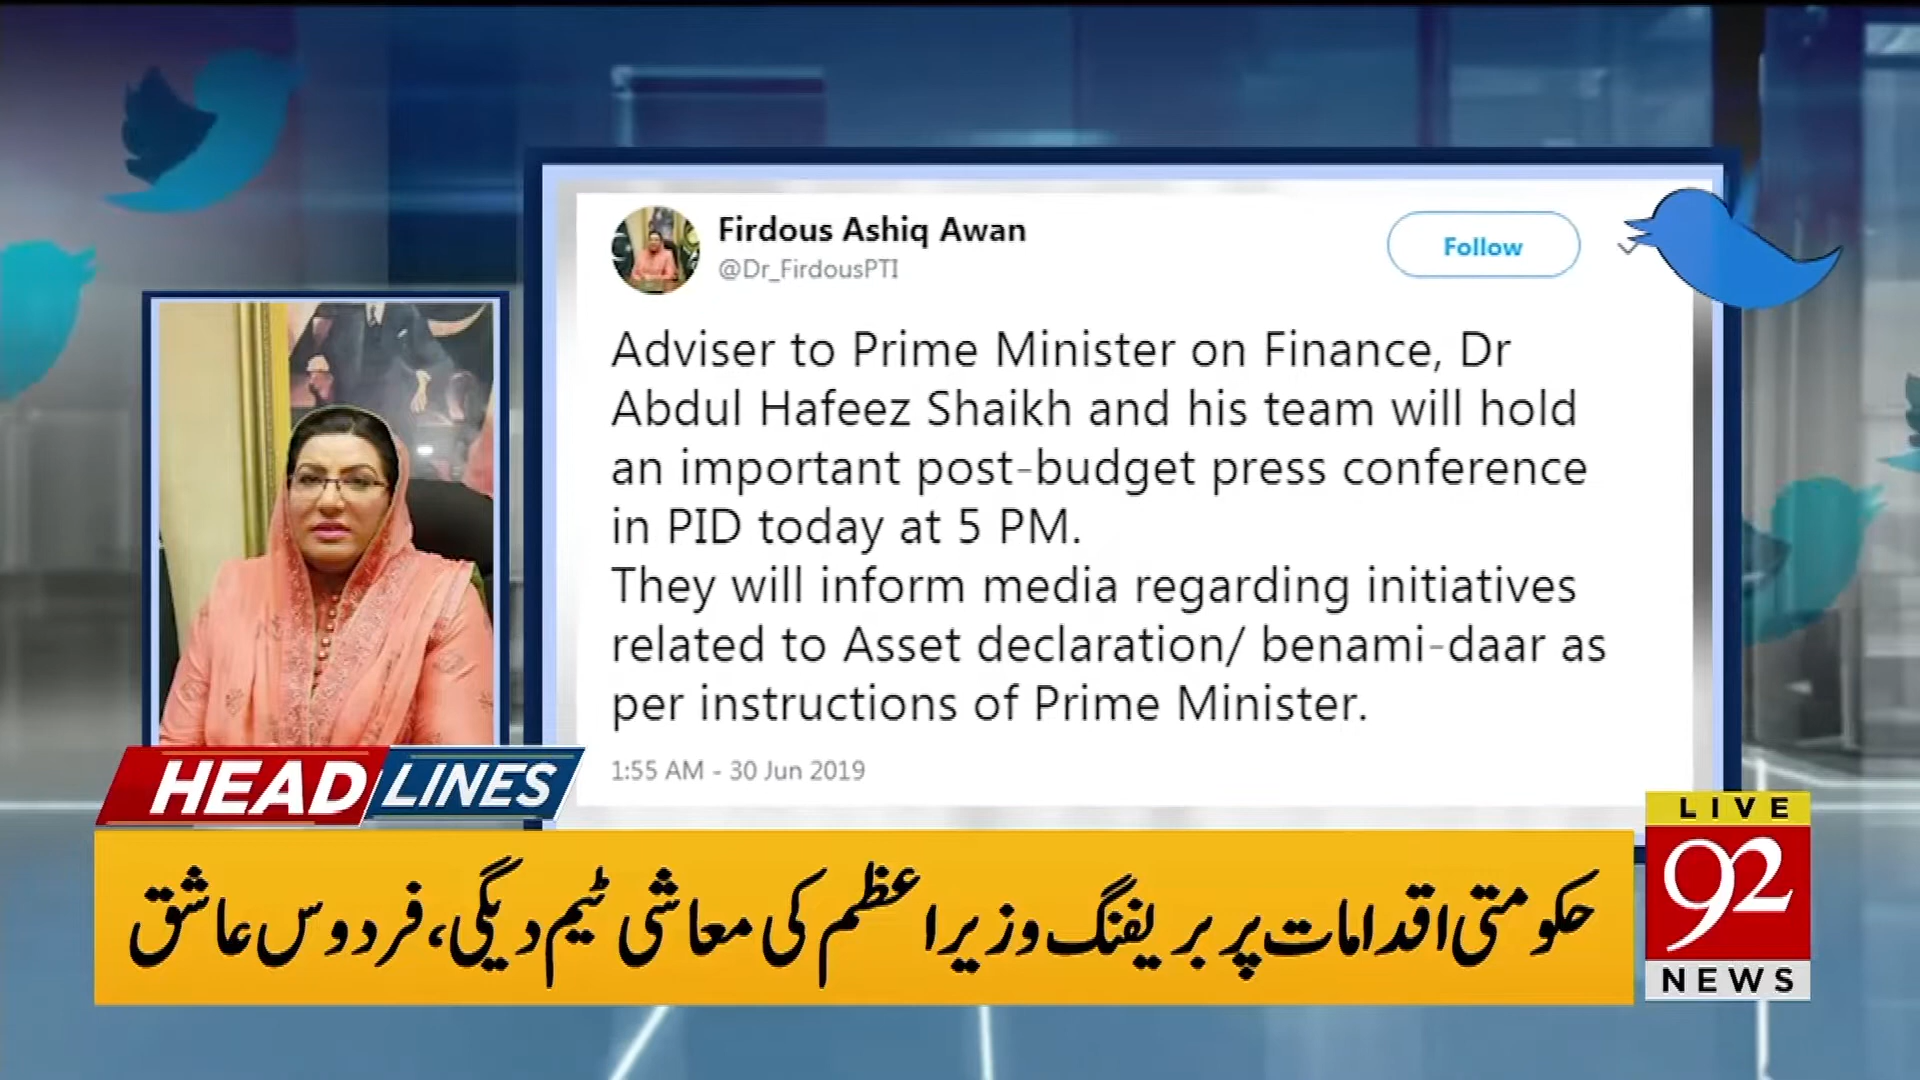 Firdous Ashiq Awan
@Dr_FirdousPTI
Follow
Adviser to Prime Minister on Finance, Dr
Abdul Hafeez Shaikh and his team will hold
an important post-budget press conference
in PID today at 5 PM.
They will inform media regarding initiatives
related to Asset declaration/ benami-daar as
per instructions of Prime Minister.
1:55 AM - 30 Jun 2019
HEADLINES
حکومتی اقدامات پر بریفنگ وزیراعظم کی معاشی ٹیم دیگی، فردوس عاشق
LIVE
92
NEWS